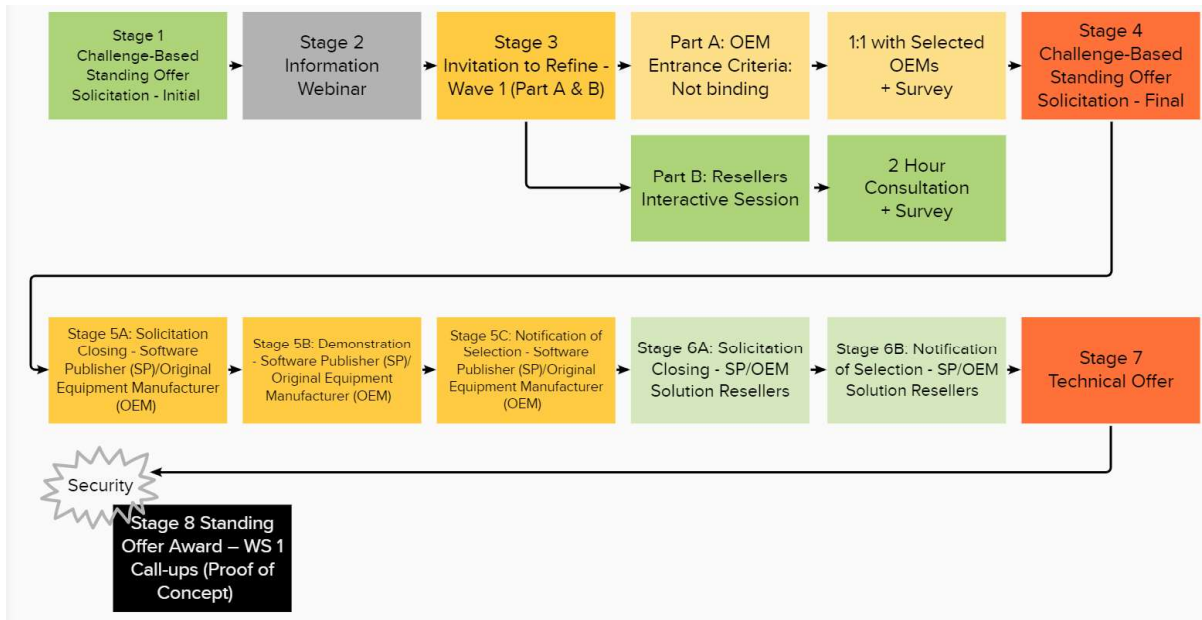 Stage 1
Challenge-Based
Standing Offer
Solicitation - Initial
Stage 2
Information
Webinar
Stage 3
Invitation to Refine -
Wave 1 (Part A & B)
Part A: OEM
Entrance Criteria:
Not binding
1:1 with Selected
OEMs
+ Survey
Stage 4
Challenge-Based
Standing Offer
Solicitation - Final
Part B: Resellers
Interactive Session
2 Hour
Consultation
+ Survey
Stage 5A: Solicitation
Closing - Software
Publisher (SP)/Original
Equipment Manufacturer
(OEM)
Stage 5B: Demonstration
- Software Publisher (SP)/
Original Equipment
Manufacturer (OEM)
Stage 5C: Notification of
Selection - Software
Publisher (SP)/Original
Equipment Manufacturer
(OEM)
Stage 6A: Solicitation
Closing - SP/OEM
Solution Resellers
Stage 6B: Notification
of Selection - SP/OEM
Solution Resellers
Stage 7
Technical Offer
Security
Stage 8 Standing
Offer Award – WS 1
Call-ups (Proof of
Concept)